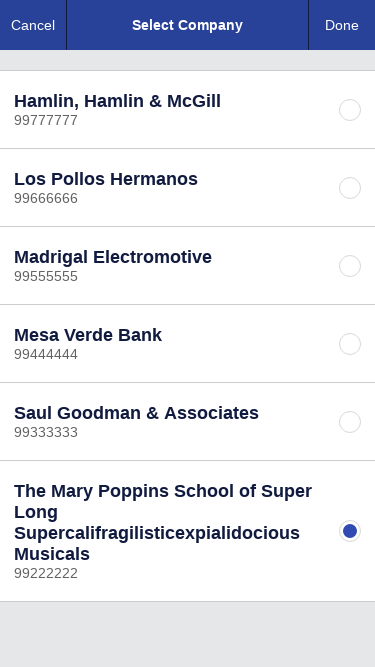 Cancel
Select Company
Done
Hamlin, Hamlin & McGill
99777777
Los Pollos Hermanos
99666666
Madrigal Electromotive
99555555
Mesa Verde Bank
99444444
Saul Goodman & Associates
99333333
The Mary Poppins School of Super
Long
Supercalifragilisticexpialidocious
Musicals
99222222